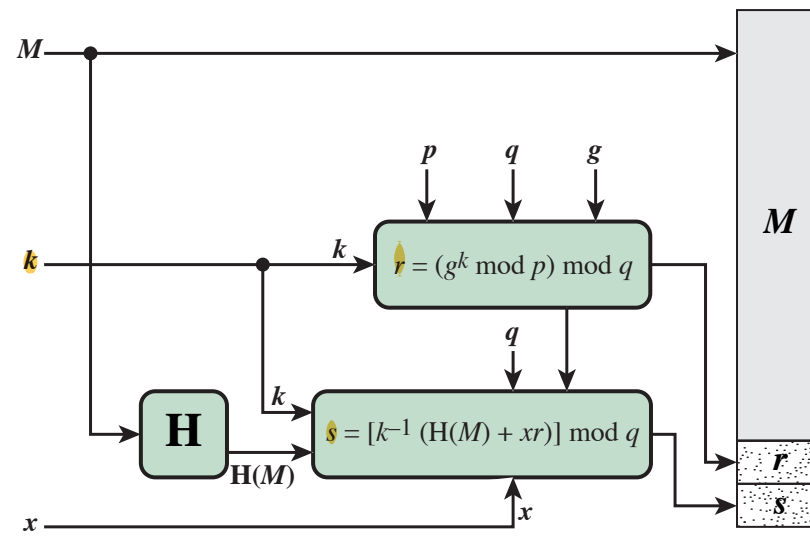 M
p q g
M
k
k
r = (g^k mod p) mod q
q
k
H
s = [k^–1 (H(M) + xr)] mod q
r
H(M)
s
x
x